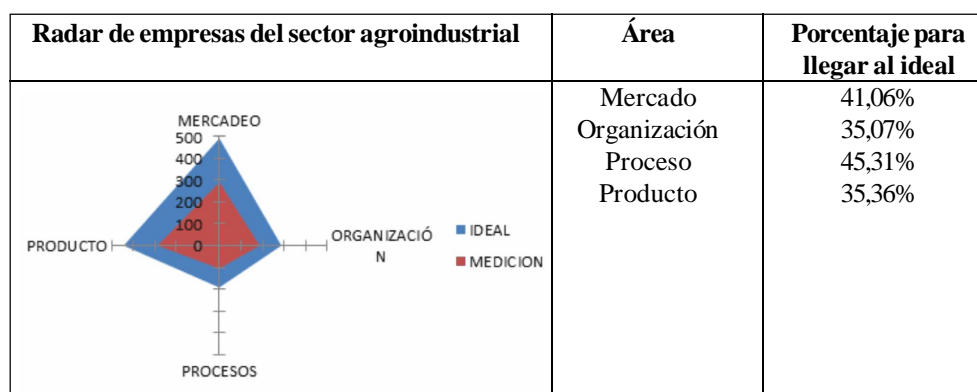 Radar de empresas del sector agroindustrial
Área
Porcentaje para
llegar al ideal
MERCADEO
500
400
300
200
100
0
PRODUCTO
ORGANIZACIÓ
N
PROCESOS
IDEAL
MEDICION
Mercado 41,06%
Organización 35,07%
Proceso 45,31%
Producto 35,36%